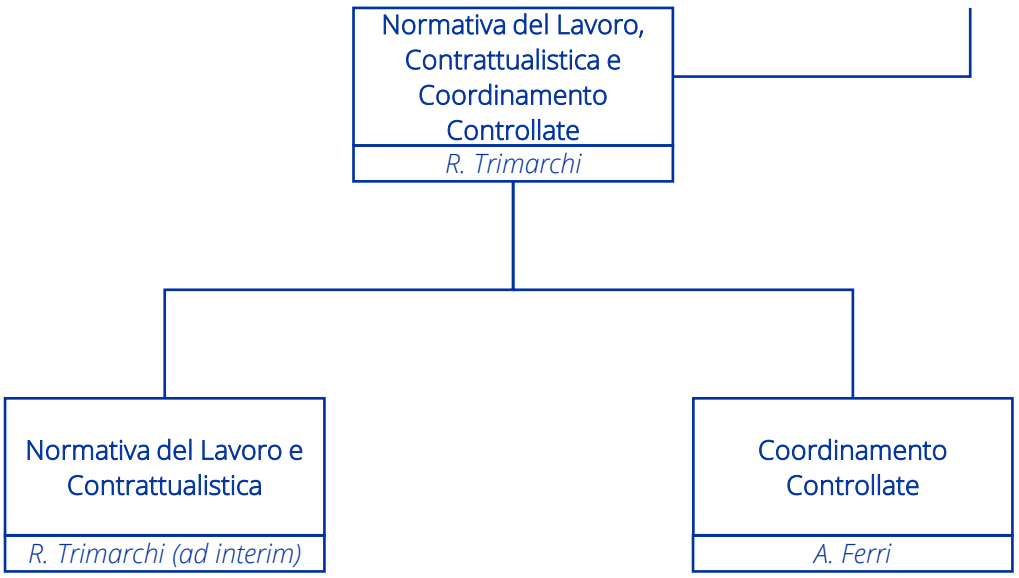 Normativa del Lavoro,
Contrattualistica e
Coordinamento
Controllate
R. Trimarchi
Normativa del Lavoro e
Contrattualistica
R. Trimarchi (ad interim)
Coordinamento
Controllate
A. Ferri